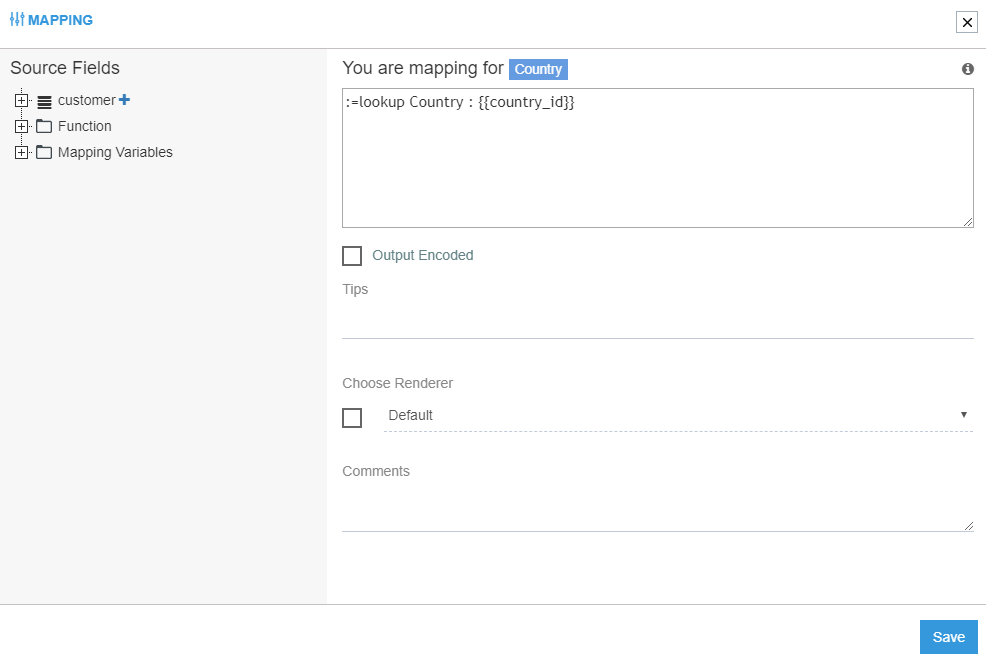 MAPPING
Source Fields
customer
Function
Mapping Variables
You are mapping for Country
:=lookup Country : {{country_id}}
Output Encoded
Tips
Choose Renderer
Default
Comments
Save